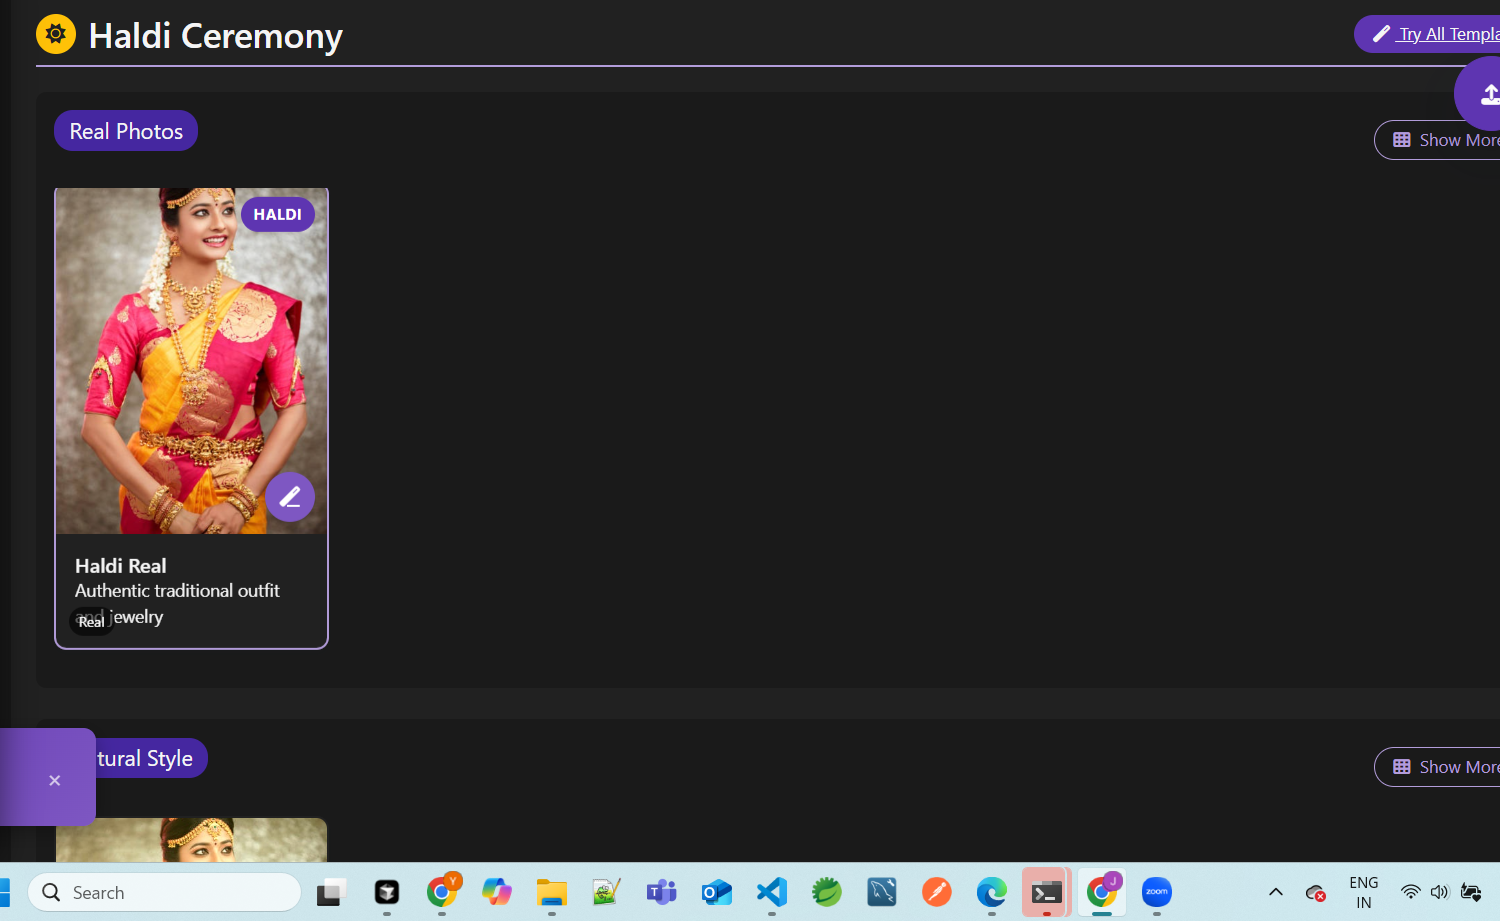 Haldi Ceremony
Try All Templa
Real Photos
Show More
HALDI
Haldi Real
Authentic traditional outfit
and jewelry
Real
tural Style
Show More
Search
Y
J
zoom
ENG
IN